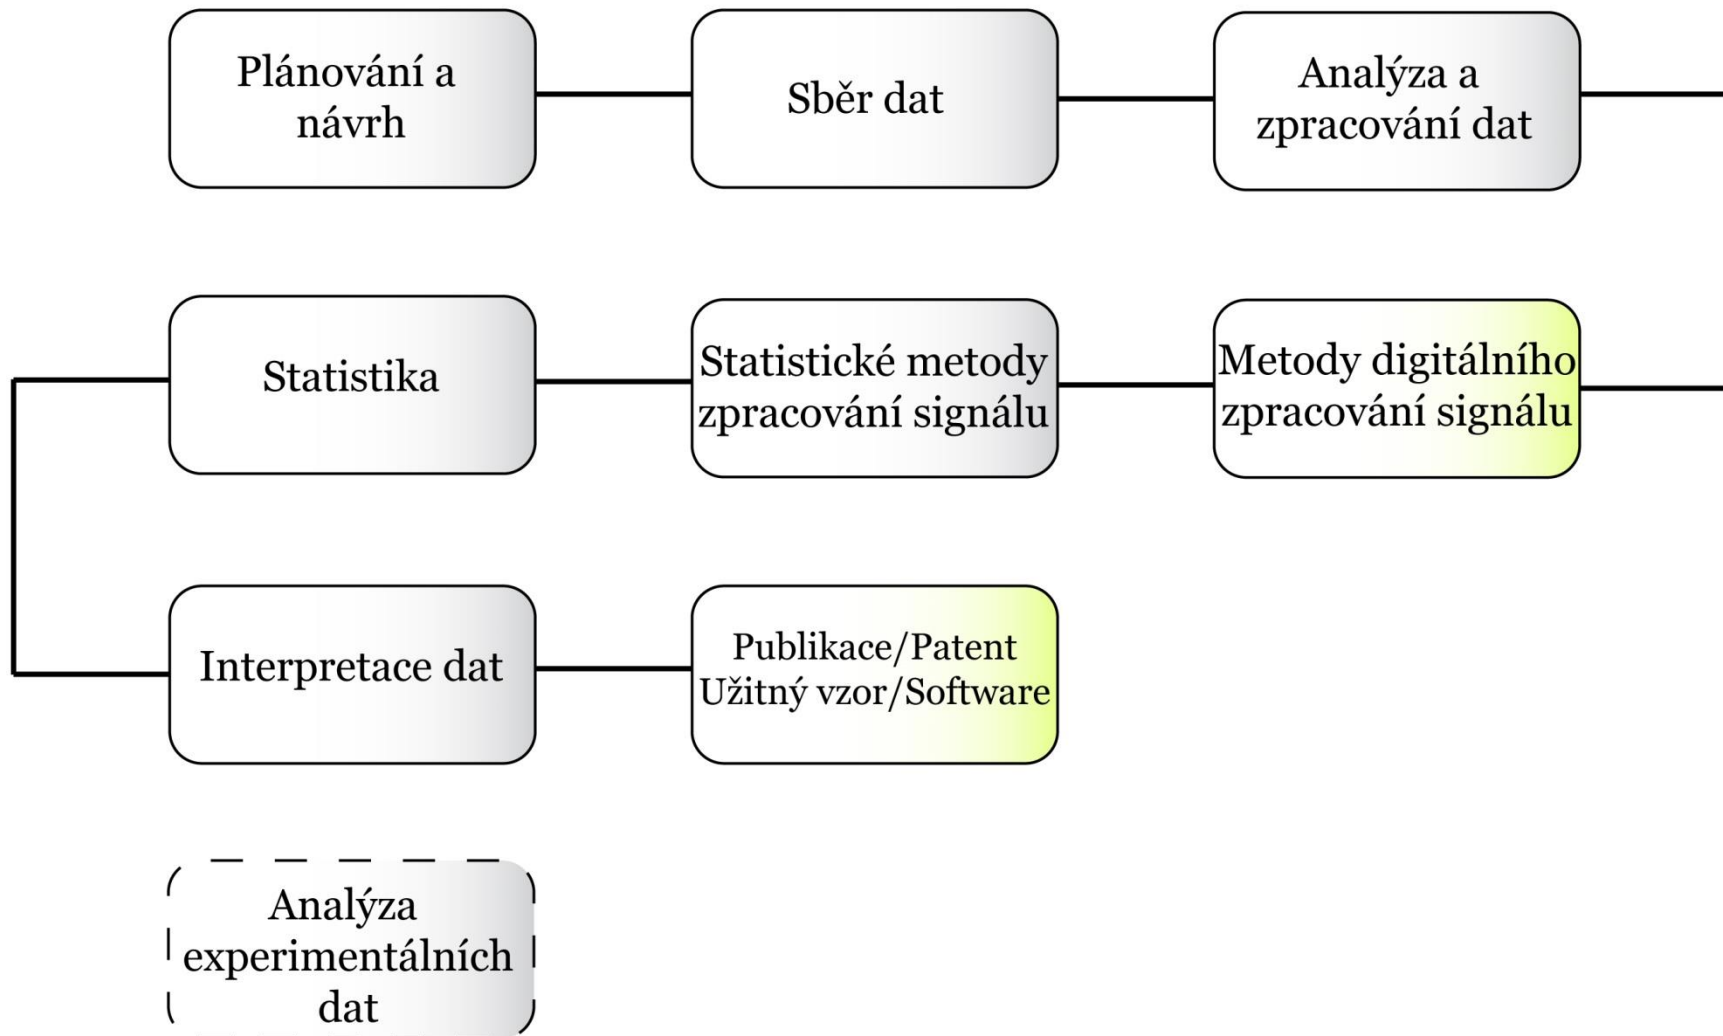 Plánování a
návrh
Sběr dat
Analýza a
zpracování dat
Statistika
Statistické metody
zpracování signálu
Metody digitálního
zpracování signálu
Interpretace dat
Publikace/Patent
Užitný vzor/Software
Analýza
experimentálních
dat